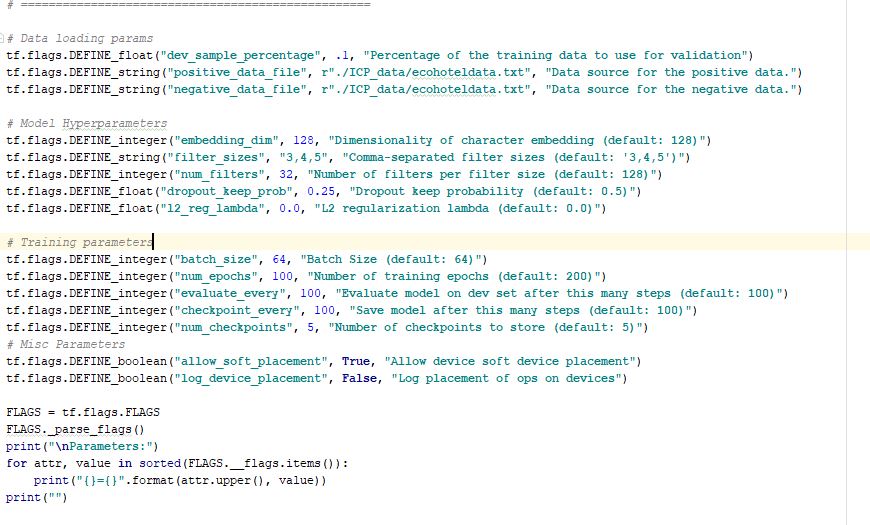 # ==================================================
# Data loading params
tf.flags.DEFINE_float("dev_sample_percentage", .1, "Percentage of the training data to use for validation")
tf.flags.DEFINE_string("positive_data_file", r"./ICP_data/ecohoteldata.txt", "Data source for the positive data.")
tf.flags.DEFINE_string("negative_data_file", r"./ICP_data/ecohoteldata.txt", "Data source for the negative data.")
# Model Hyperparameters
tf.flags.DEFINE_integer("embedding_dim", 128, "Dimensionality of character embedding (default: 128)")
tf.flags.DEFINE_string("filter_sizes", "3,4,5", "Comma-separated filter sizes (default: '3,4,5')")
tf.flags.DEFINE_integer("num_filters", 32, "Number of filters per filter size (default: 128)")
tf.flags.DEFINE_float("dropout_keep_prob", 0.25, "Dropout keep probability (default: 0.5)")
tf.flags.DEFINE_float("l2_reg_lambda", 0.0, "L2 regularization lambda (default: 0.0)")
# Training parameters
tf.flags.DEFINE_integer("batch_size", 64, "Batch Size (default: 64)")
tf.flags.DEFINE_integer("num_epochs", 100, "Number of training epochs (default: 200)")
tf.flags.DEFINE_integer("evaluate_every", 100, "Evaluate model on dev set after this many steps (default: 100)")
tf.flags.DEFINE_integer("checkpoint_every", 100, "Save model after this many steps (default: 100)")
tf.flags.DEFINE_integer("num_checkpoints", 5, "Number of checkpoints to store (default: 5)")
# Misc Parameters
tf.flags.DEFINE_boolean("allow_soft_placement", True, "Allow device soft device placement")
tf.flags.DEFINE_boolean("log_device_placement", False, "Log placement of ops on devices")
FLAGS = tf.flags.FLAGS
FLAGS._parse_flags()
print("\nParameters:")
for attr, value in sorted(FLAGS.__flags.items()):
    print("{}={}".format(attr.upper(), value))
print("")